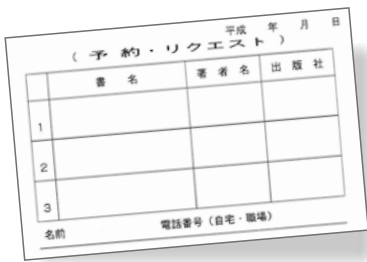 平成　年　月　日
（予約・リクエスト）
書　名　著者名　出版社
1
2
3
名前　電話番号（自宅・職場）